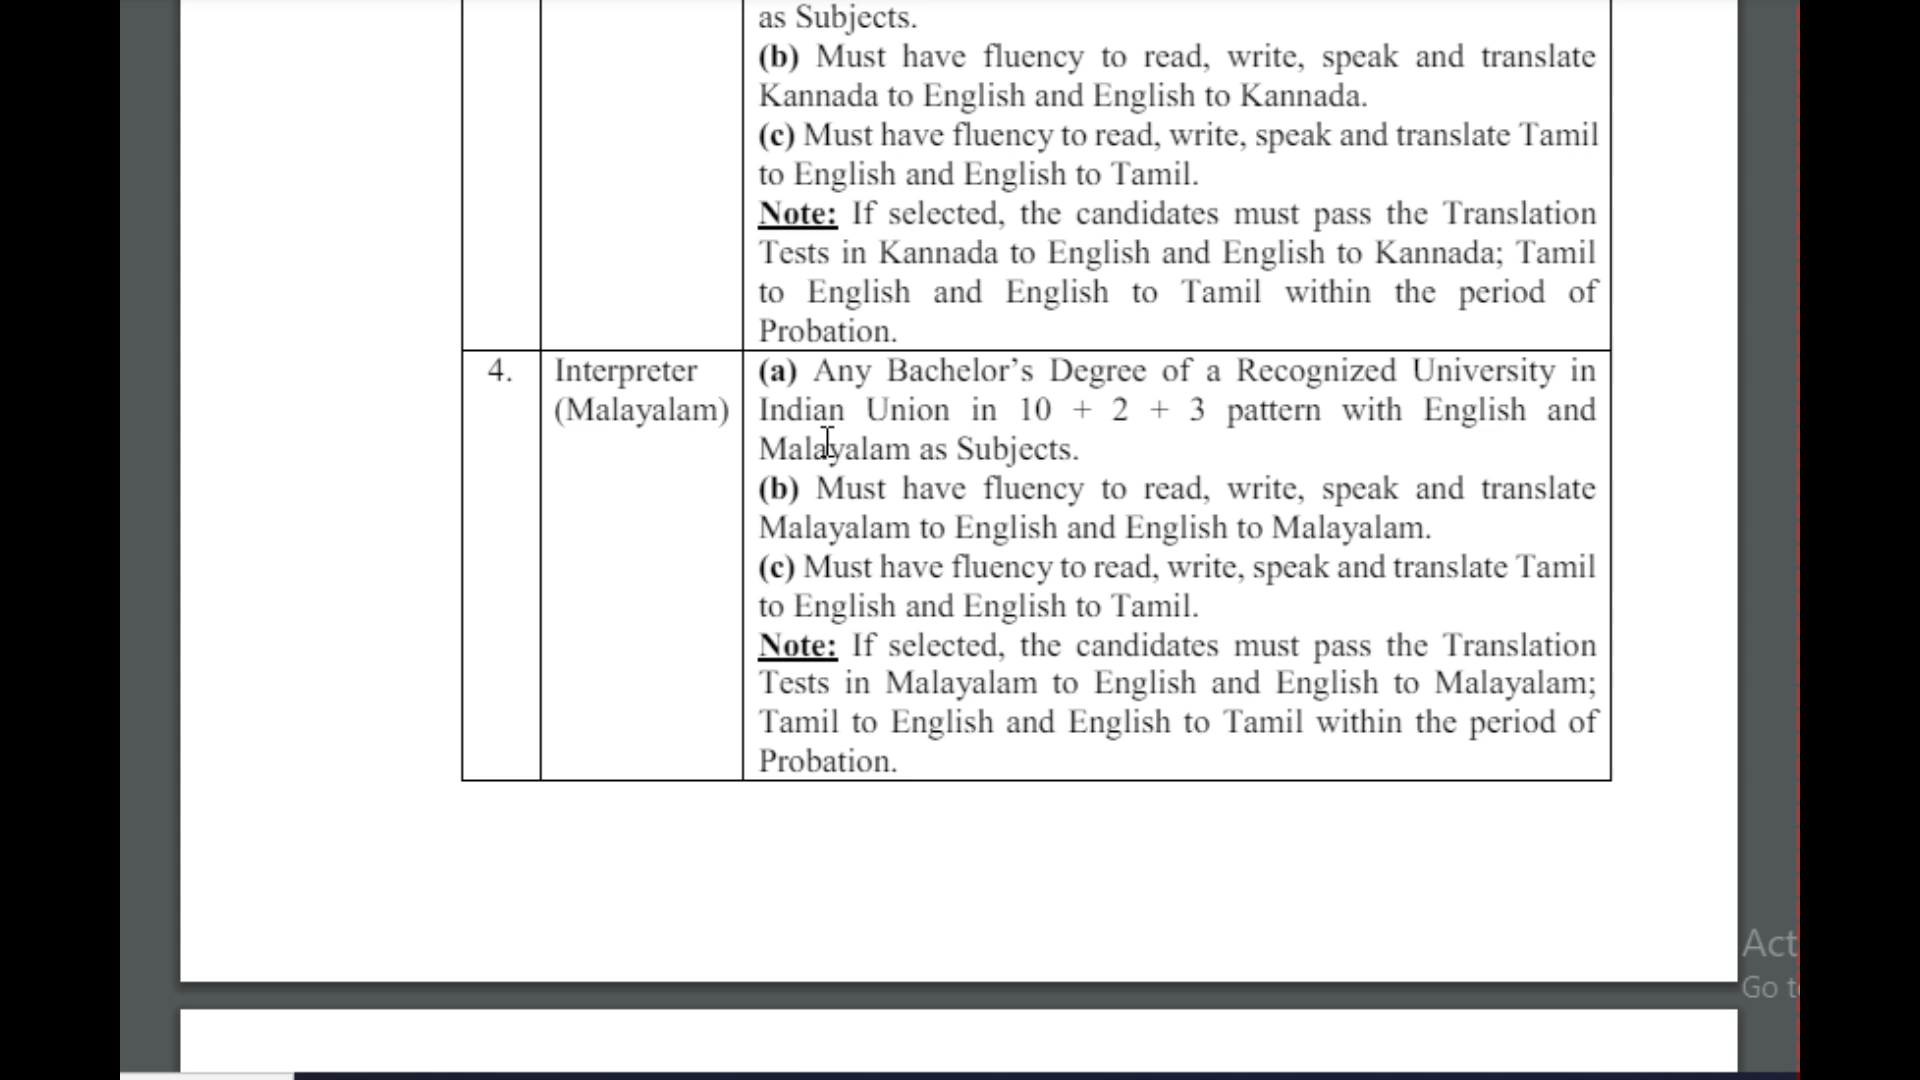 as Subjects.
(b) Must have fluency to read, write, speak and translate
Kannada to English and English to Kannada.
(c) Must have fluency to read, write, speak and translate Tamil
to English and English to Tamil.
Note: If selected, the candidates must pass the Translation
Tests in Kannada to English and English to Kannada; Tamil
to English and English to Tamil within the period of
Probation.
4.
Interpreter
(Malayalam)
(a) Any Bachelor’s Degree of a Recognized University in
Indian Union in 10 + 2 + 3 pattern with English and
Malayalam as Subjects.
(b) Must have fluency to read, write, speak and translate
Malayalam to English and English to Malayalam.
(c) Must have fluency to read, write, speak and translate Tamil
to English and English to Tamil.
Note: If selected, the candidates must pass the Translation
Tests in Malayalam to English and English to Malayalam;
Tamil to English and English to Tamil within the period of
Probation.
Act
Go t